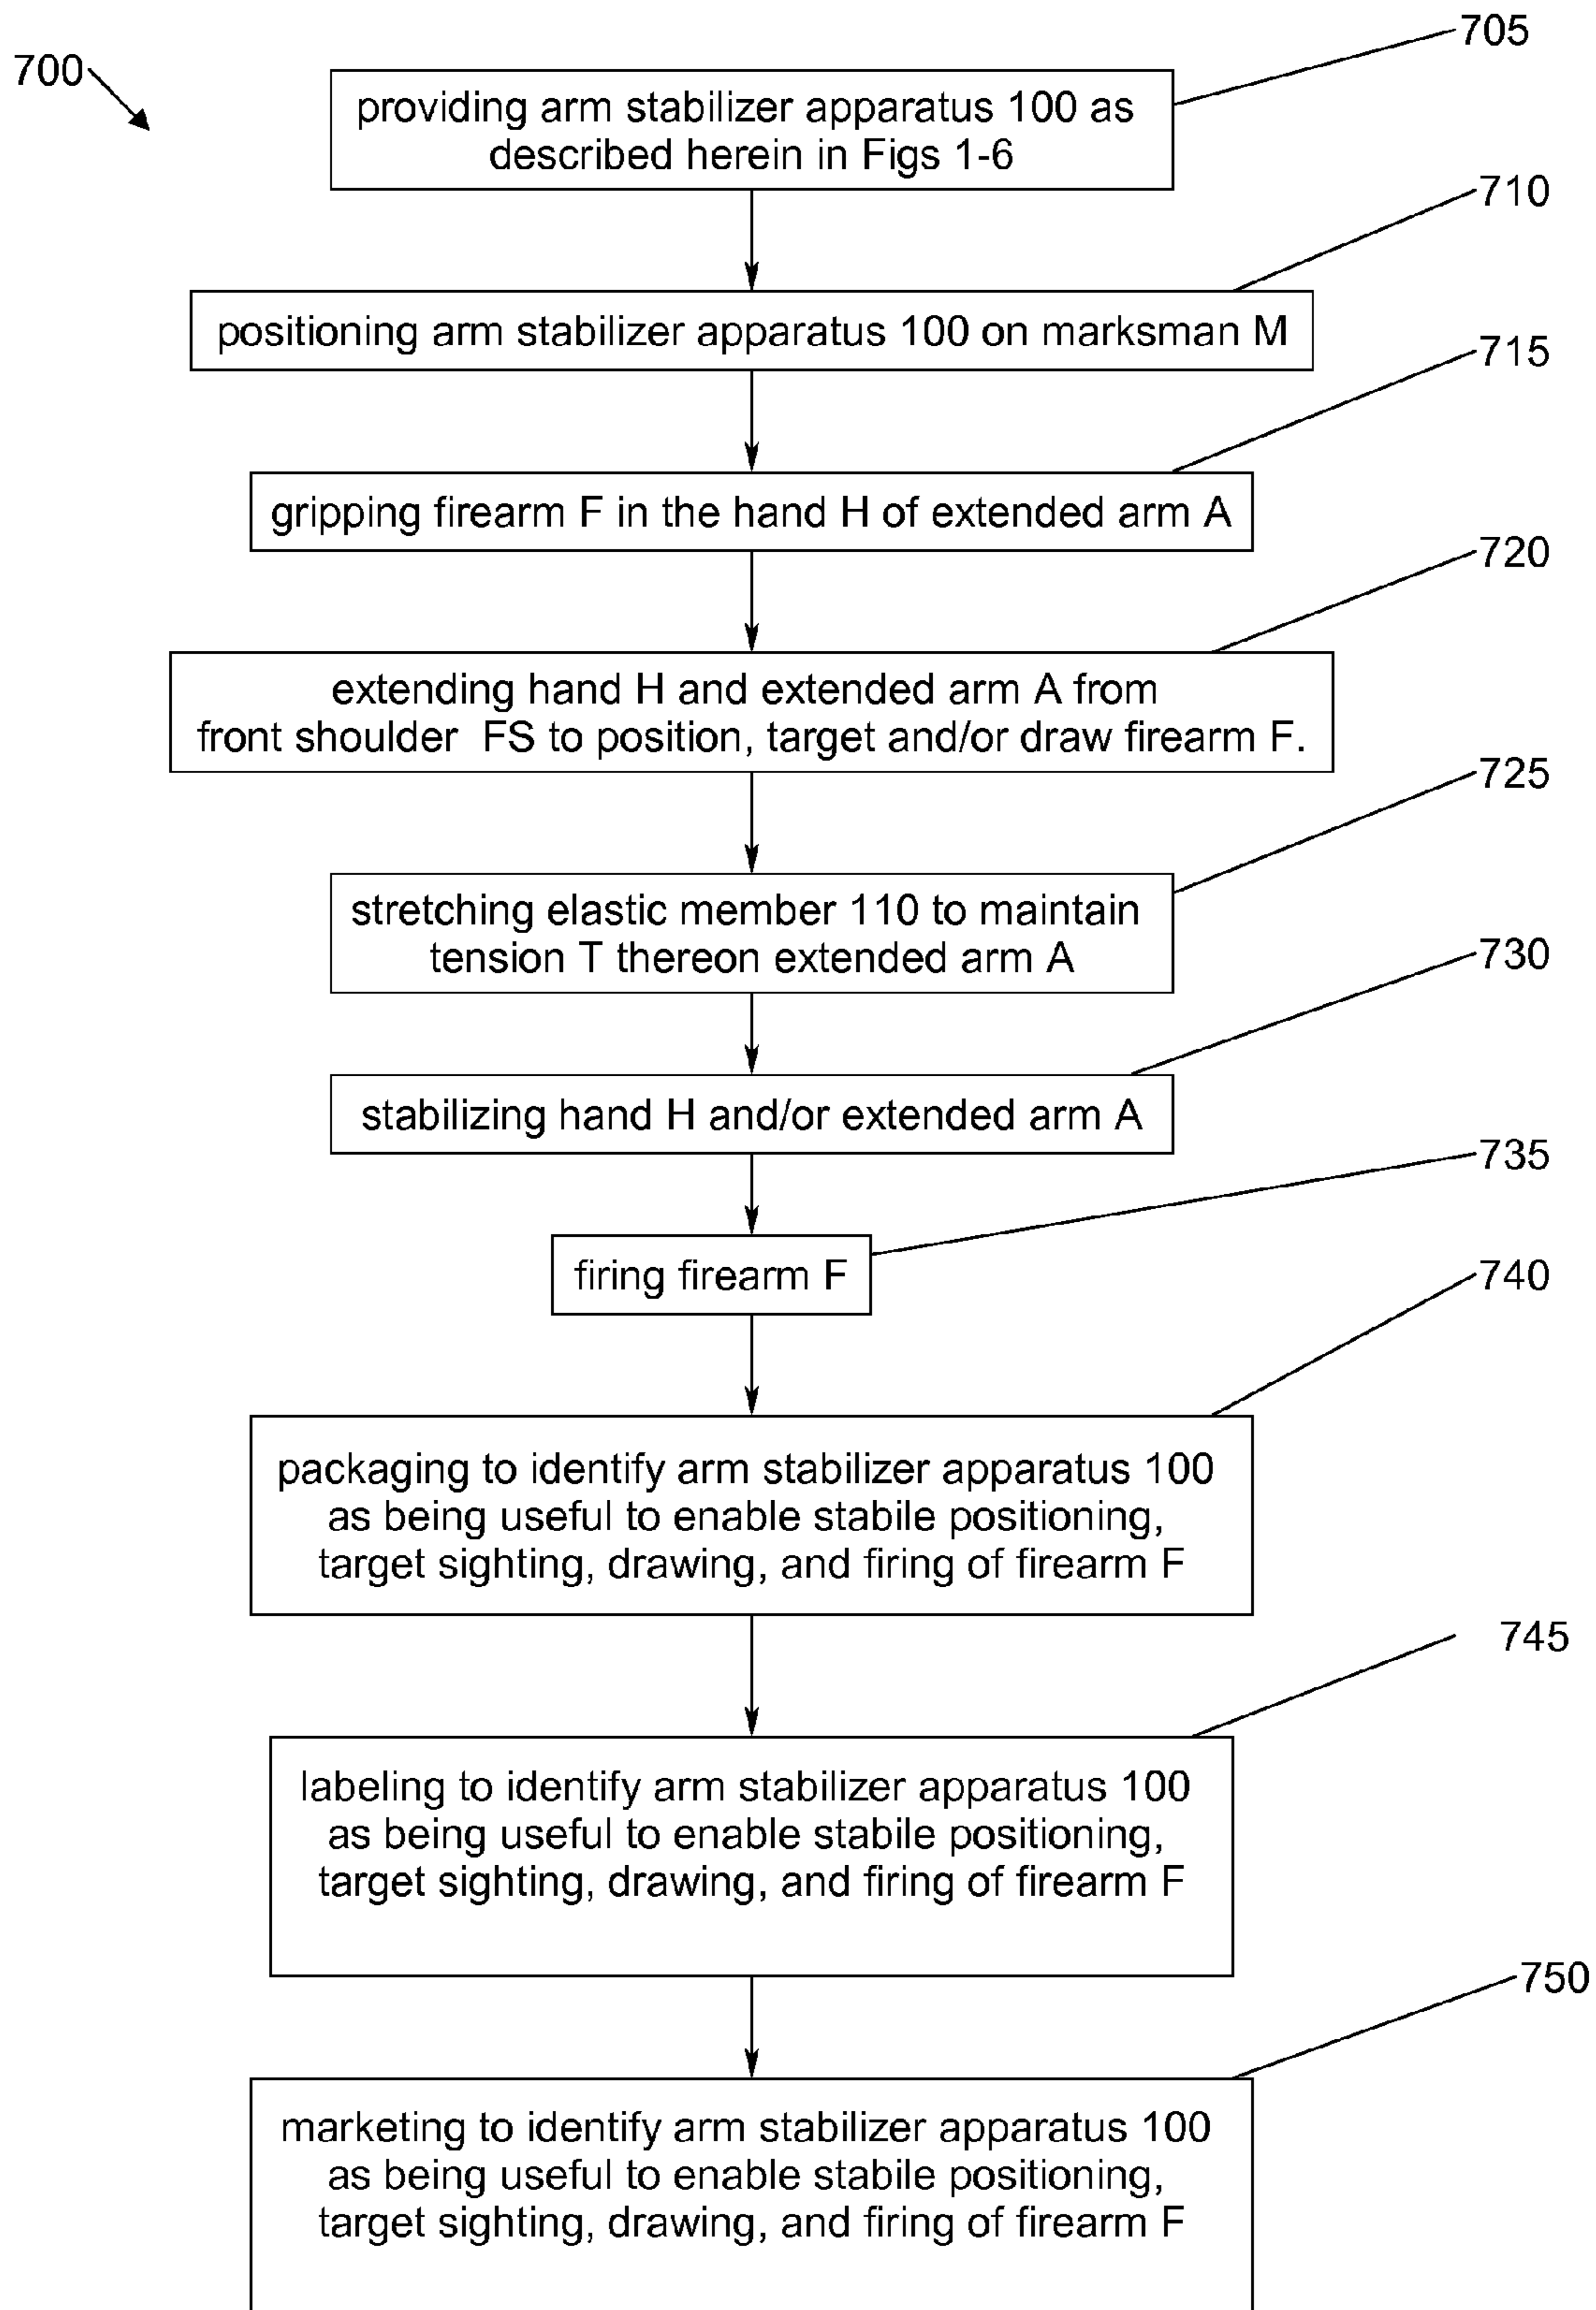 705
700
providing arm stabilizer apparatus 100 as
described herein in Figs 1-6
710
positioning arm stabilizer apparatus 100 on marksman M
715
gripping firearm F in the hand H of extended arm A
720
extending hand H and extended arm A from
front shoulder FS to position, target and/or draw firearm F.
725
stretching elastic member 110 to maintain
tension T thereon extended arm A
730
stabilizing hand H and/or extended arm A
735
firing firearm F
740
packaging to identify arm stabilizer apparatus 100
as being useful to enable stabile positioning,
target sighting, drawing, and firing of firearm F
745
labeling to identify arm stabilizer apparatus 100
as being useful to enable stabile positioning,
target sighting, drawing, and firing of firearm F
750
marketing to identify arm stabilizer apparatus 100
as being useful to enable stabile positioning,
target sighting, drawing, and firing of firearm F